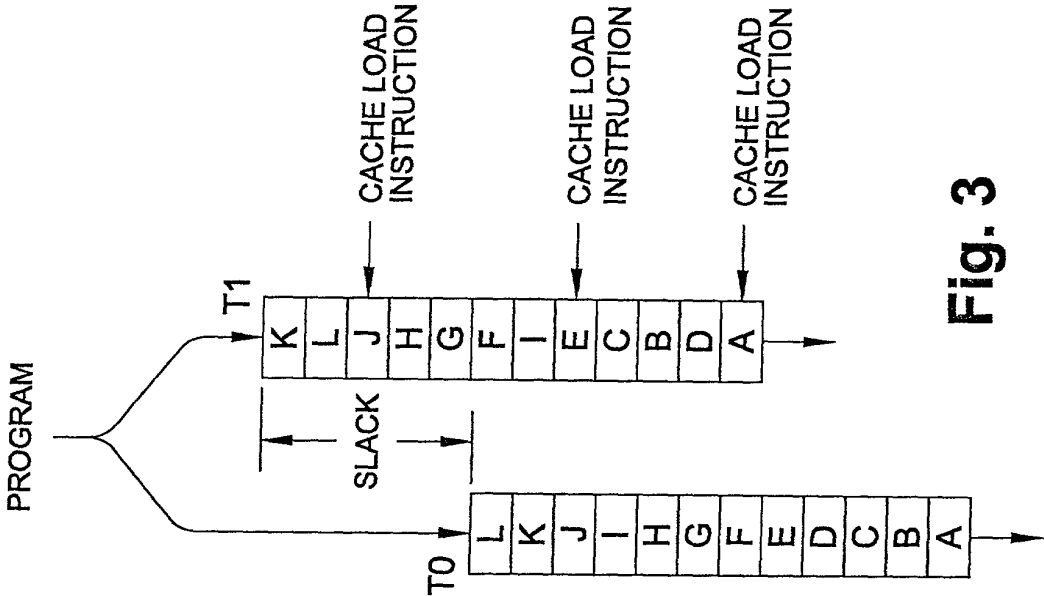 PROGRAM
T0
L
K
J
I
H
G
F
E
D
C
B
A
SLACK
T1
K
L
J
H
G
F
I
E
C
B
D
A
CACHE LOAD
INSTRUCTION
CACHE LOAD
INSTRUCTION
CACHE LOAD
INSTRUCTION
Fig. 3